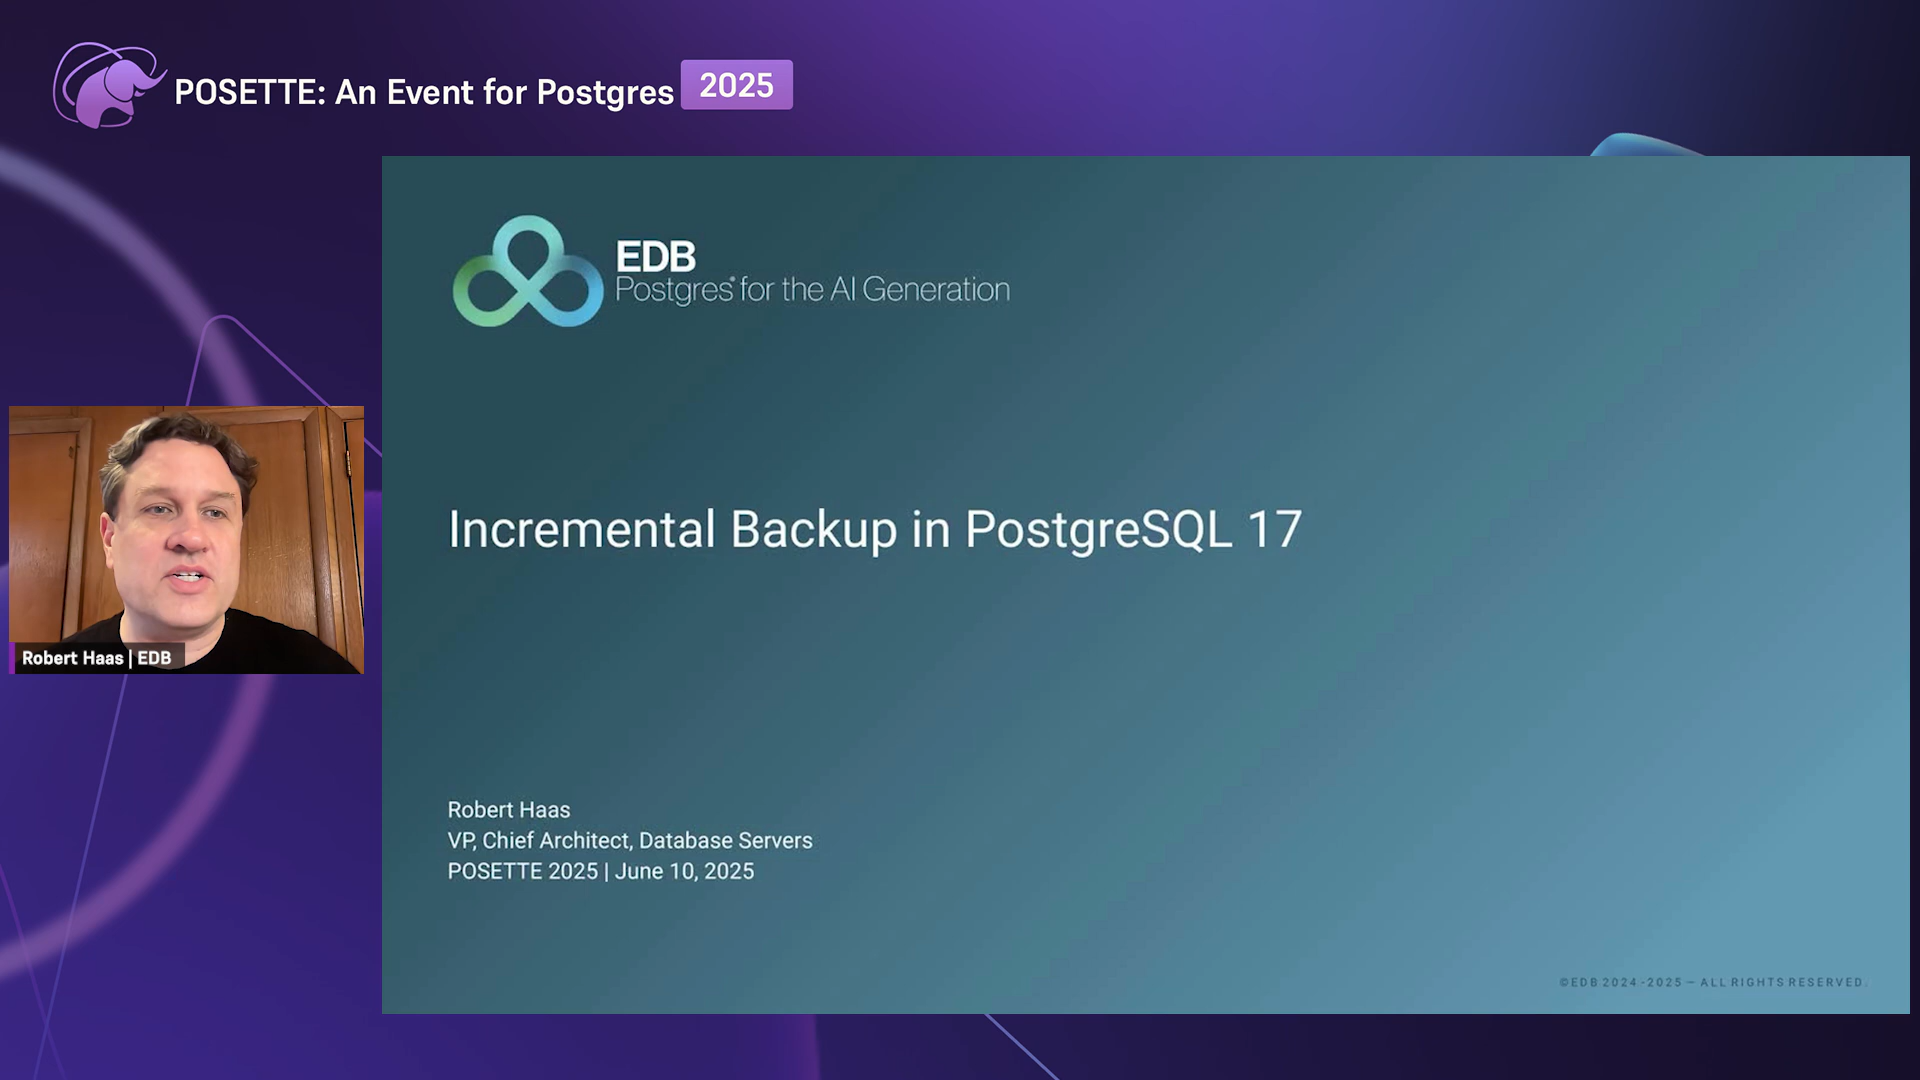 POSETTE: An Event for Postgres 2025
EDB
Postgres® for the AI Generation
Incremental Backup in PostgreSQL 17
Robert Haas | EDB
Robert Haas
VP, Chief Architect, Database Servers
POSETTE 2025 | June 10, 2025
©EDB 2024-2025 — ALL RIGHTS RESERVED.